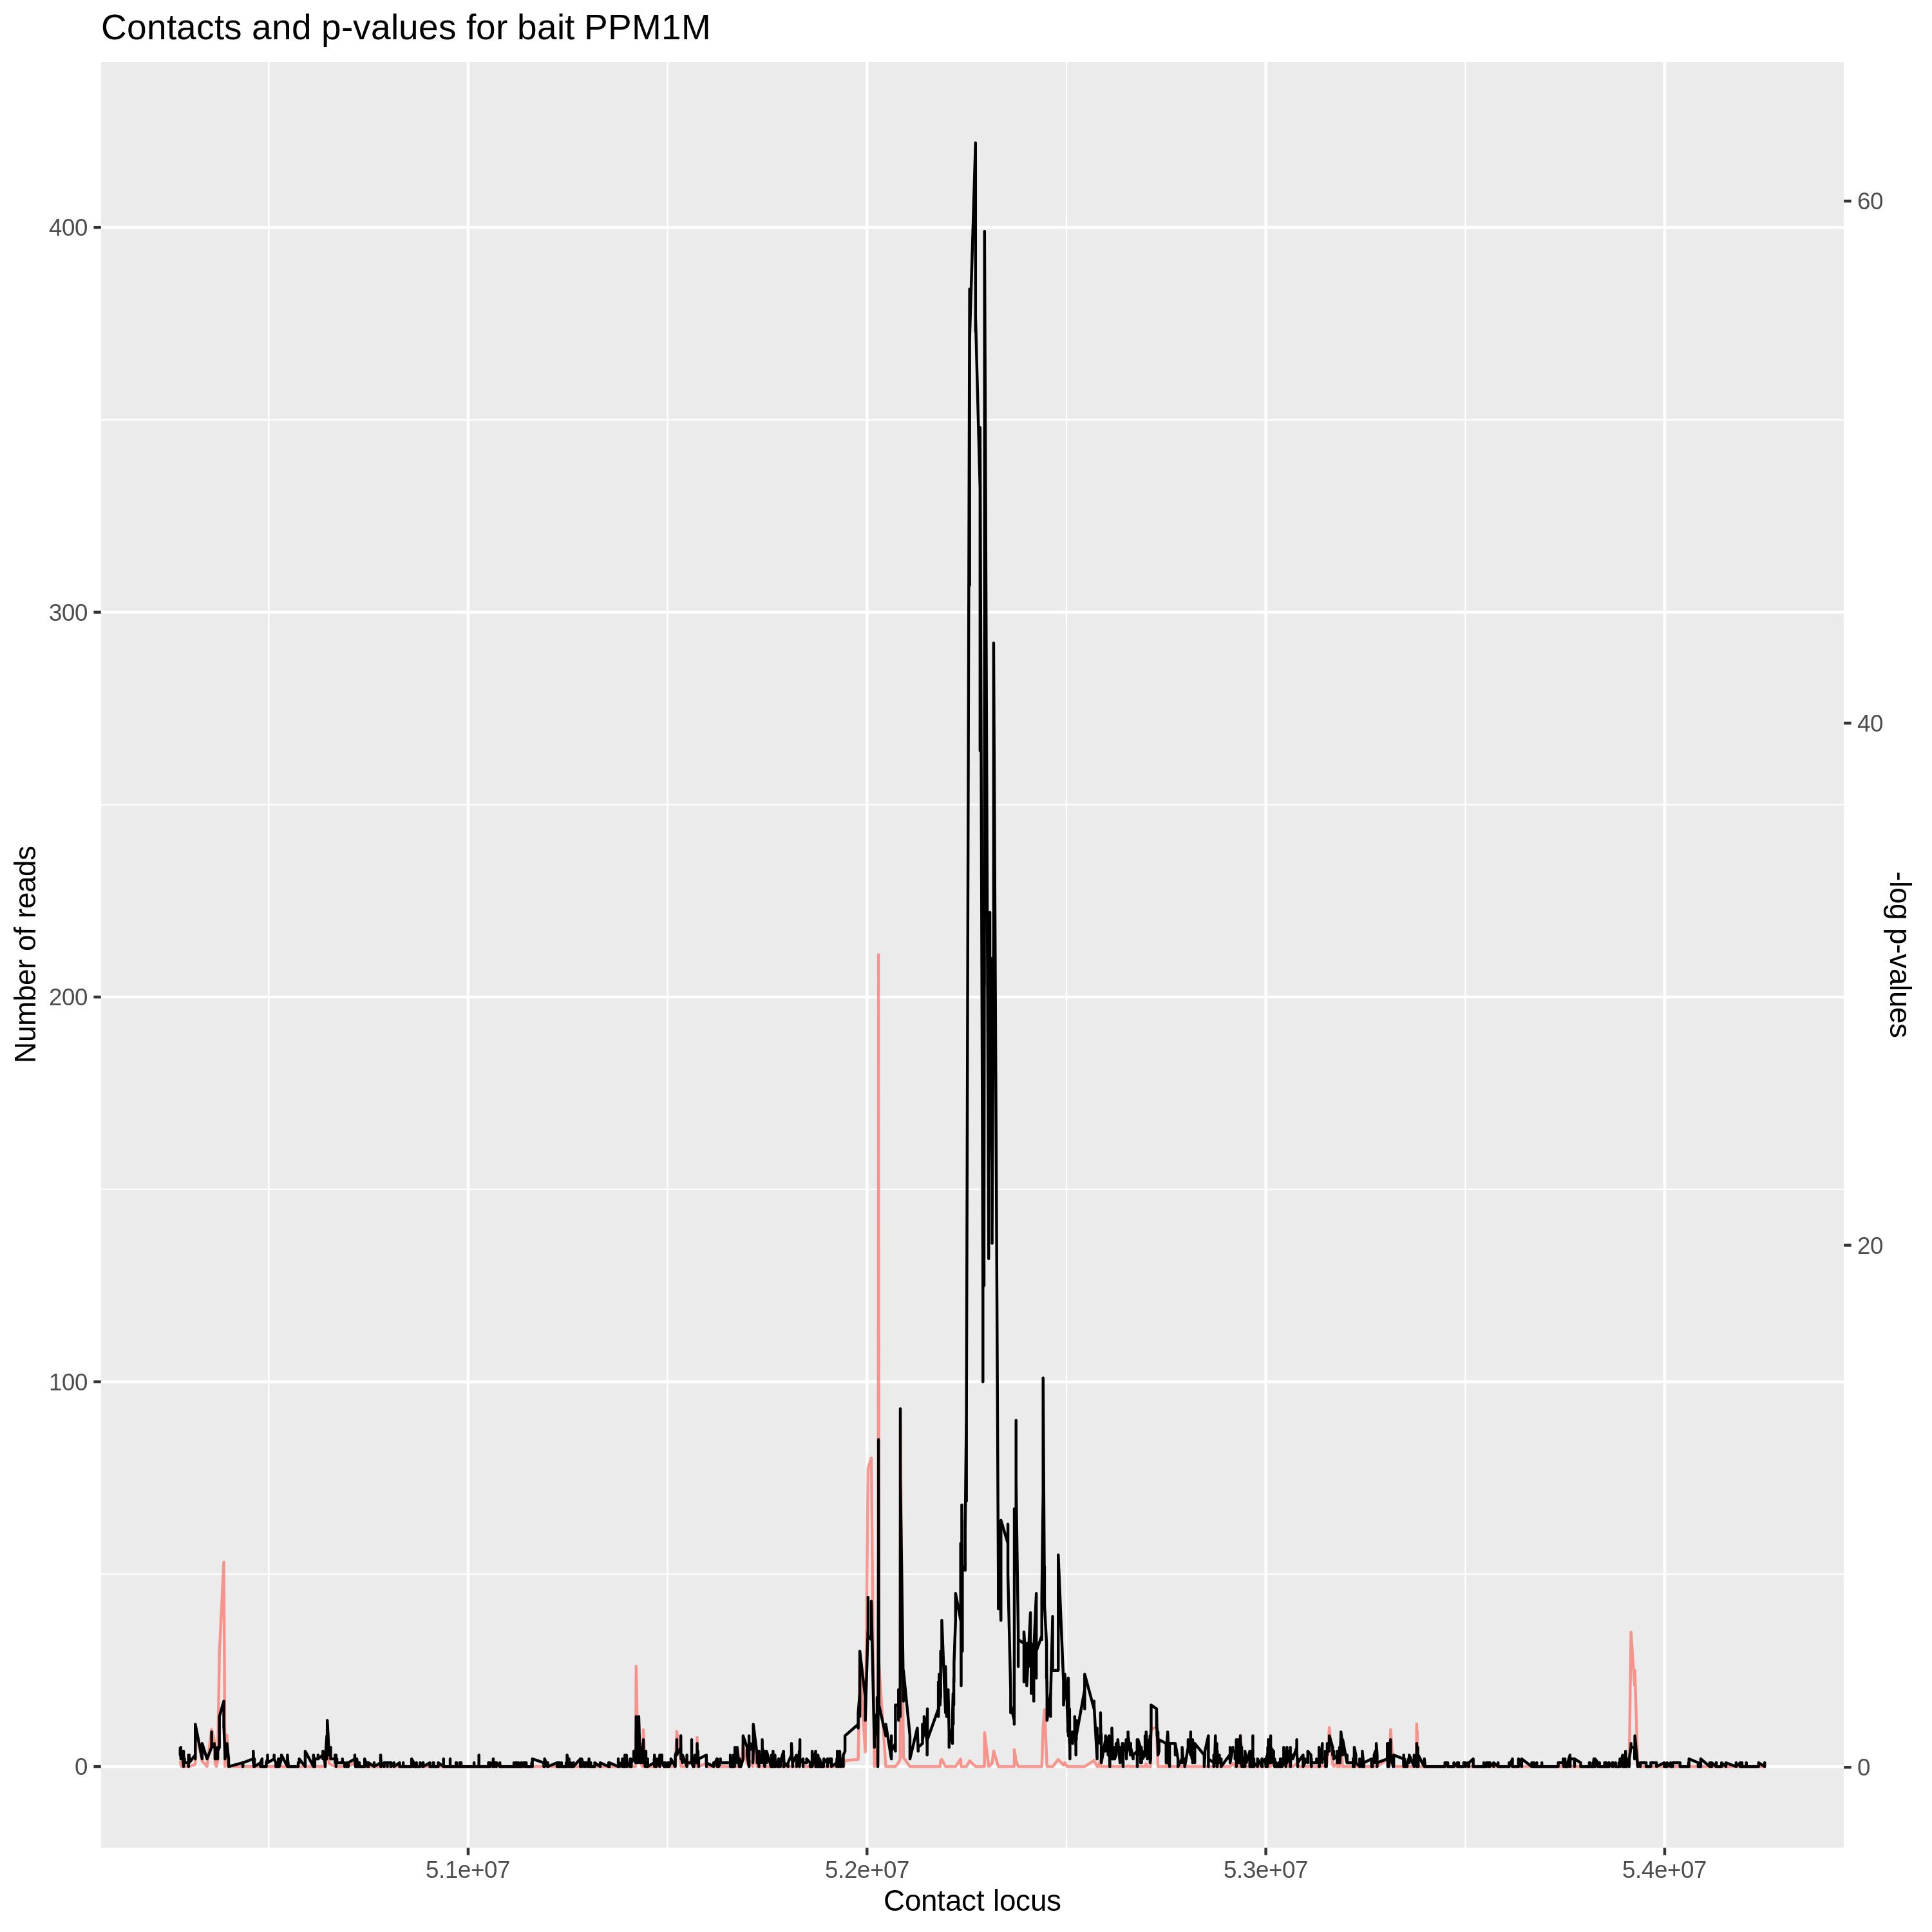 Contacts and p-values for bait PPM1M
400
300
200
100
0
Number of reads
60
40
20
0
-log p-values
5.1e+07
5.2e+07
5.3e+07
5.4e+07
Contact locus